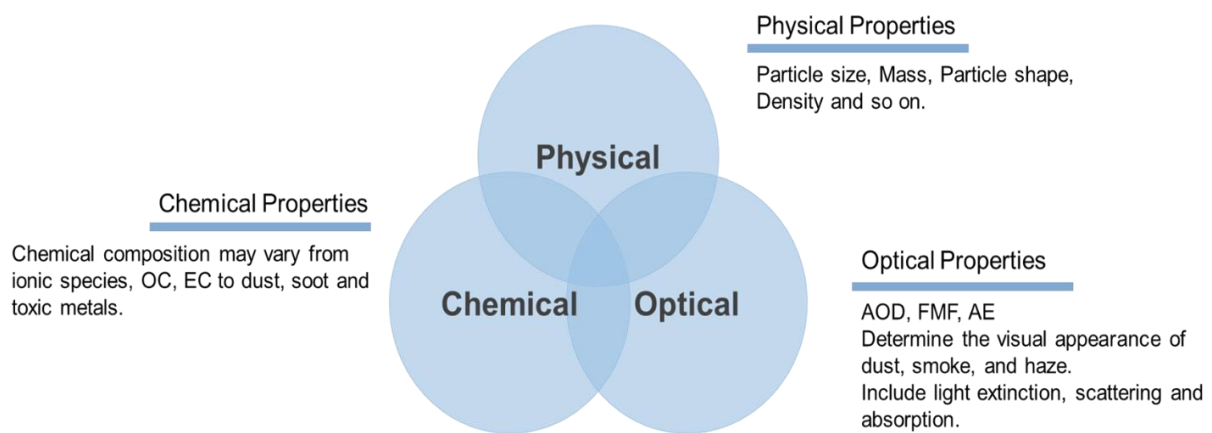 Physical Properties
Particle size, Mass, Particle shape,
Density and so on.
Physical
Chemical Properties
Chemical composition may vary from
ionic species, OC, EC to dust, soot and
toxic metals.
Chemical
Optical
Optical Properties
AOD, FMF, AE
Determine the visual appearance of
dust, smoke, and haze.
Include light extinction, scattering and
absorption.